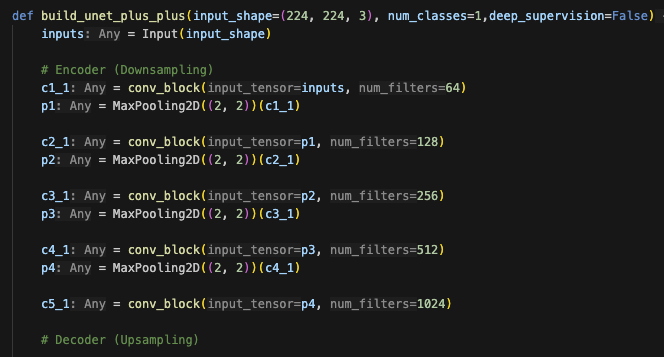 def build_unet_plus_plus(input_shape=(224, 224, 3), num_classes=1,deep_supervision=False)
inputs: Any = Input(input_shape)
# Encoder (Downsampling)
c1_1: Any = conv_block(input_tensor=inputs, num_filters=64)
p1: Any = MaxPooling2D((2, 2))(c1_1)
c2_1: Any = conv_block(input_tensor=p1, num_filters=128)
p2: Any = MaxPooling2D((2, 2))(c2_1)
c3_1: Any = conv_block(input_tensor=p2, num_filters=256)
p3: Any = MaxPooling2D((2, 2))(c3_1)
c4_1: Any = conv_block(input_tensor=p3, num_filters=512)
p4: Any = MaxPooling2D((2, 2))(c4_1)
c5_1: Any = conv_block(input_tensor=p4, num_filters=1024)
# Decoder (Upsampling)